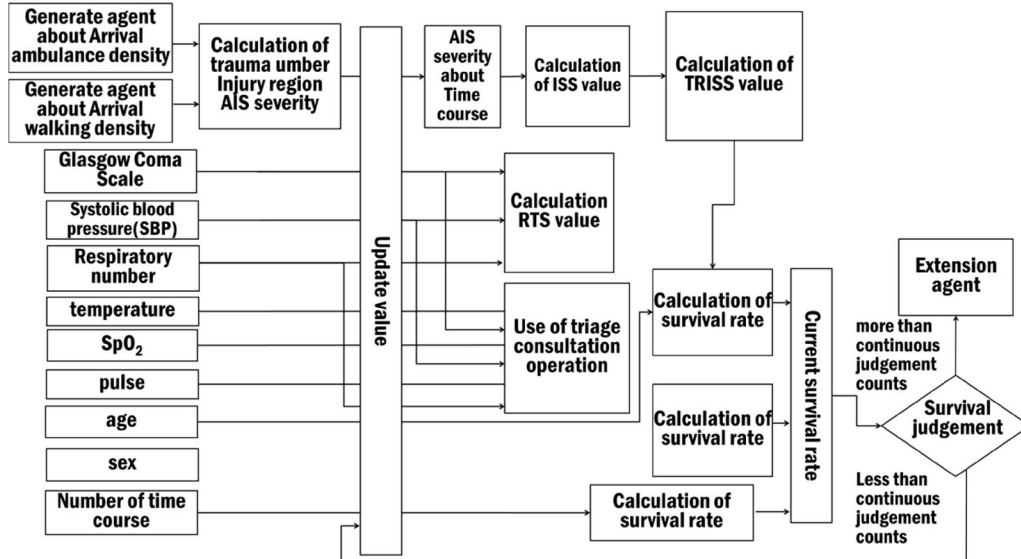 Generate agent
about Arrival
ambulance density
Generate agent
about Arrival
walking density
Calculation of
trauma umber
Injury region
AIS severity
Update value
AIS
severity
about
Time
course
Calculation
of ISS value
Calculation of
TRISS value
Glasgow Coma
Scale
Systolic blood
pressure(SBP)
Respiratory
number
temperature
SpO₂
pulse
age
sex
Number of time
course
Calculation
RTS value
Use of triage
consultation
operation
Calculation of
survival rate
Calculation of
survival rate
Calculation of
survival rate
Current survival rate
Extension
agent
more than
continuous
judgement
counts
Survival
judgement
Less than
continuous
judgement
counts